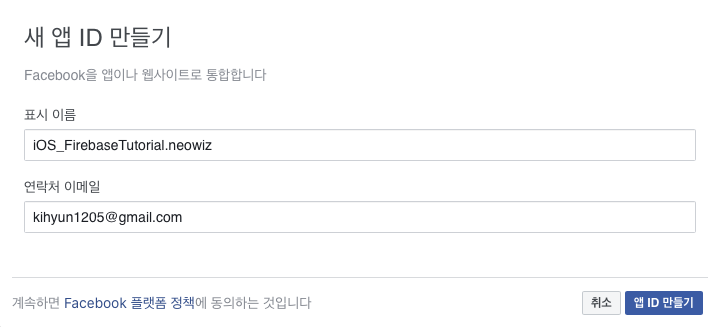 새 앱 ID 만들기
Facebook을 앱이나 웹사이트로 통합합니다
표시 이름
iOS_FirebaseTutorial.neowiz
연락처 이메일
kihyun1205@gmail.com
계속하면 Facebook 플랫폼 정책에 동의하는 것입니다 취소 앱 ID 만들기